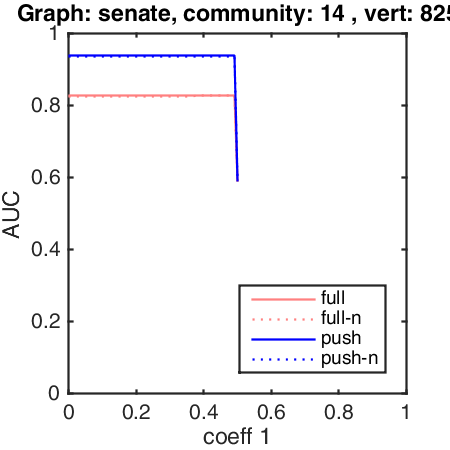 Graph: senate, community: 14 , vert: 825
1
0.8
0.6
0.4
0.2
0
AUC
full
full-n
push
push-n
0 0.2 0.4 0.6 0.8 1
coeff 1